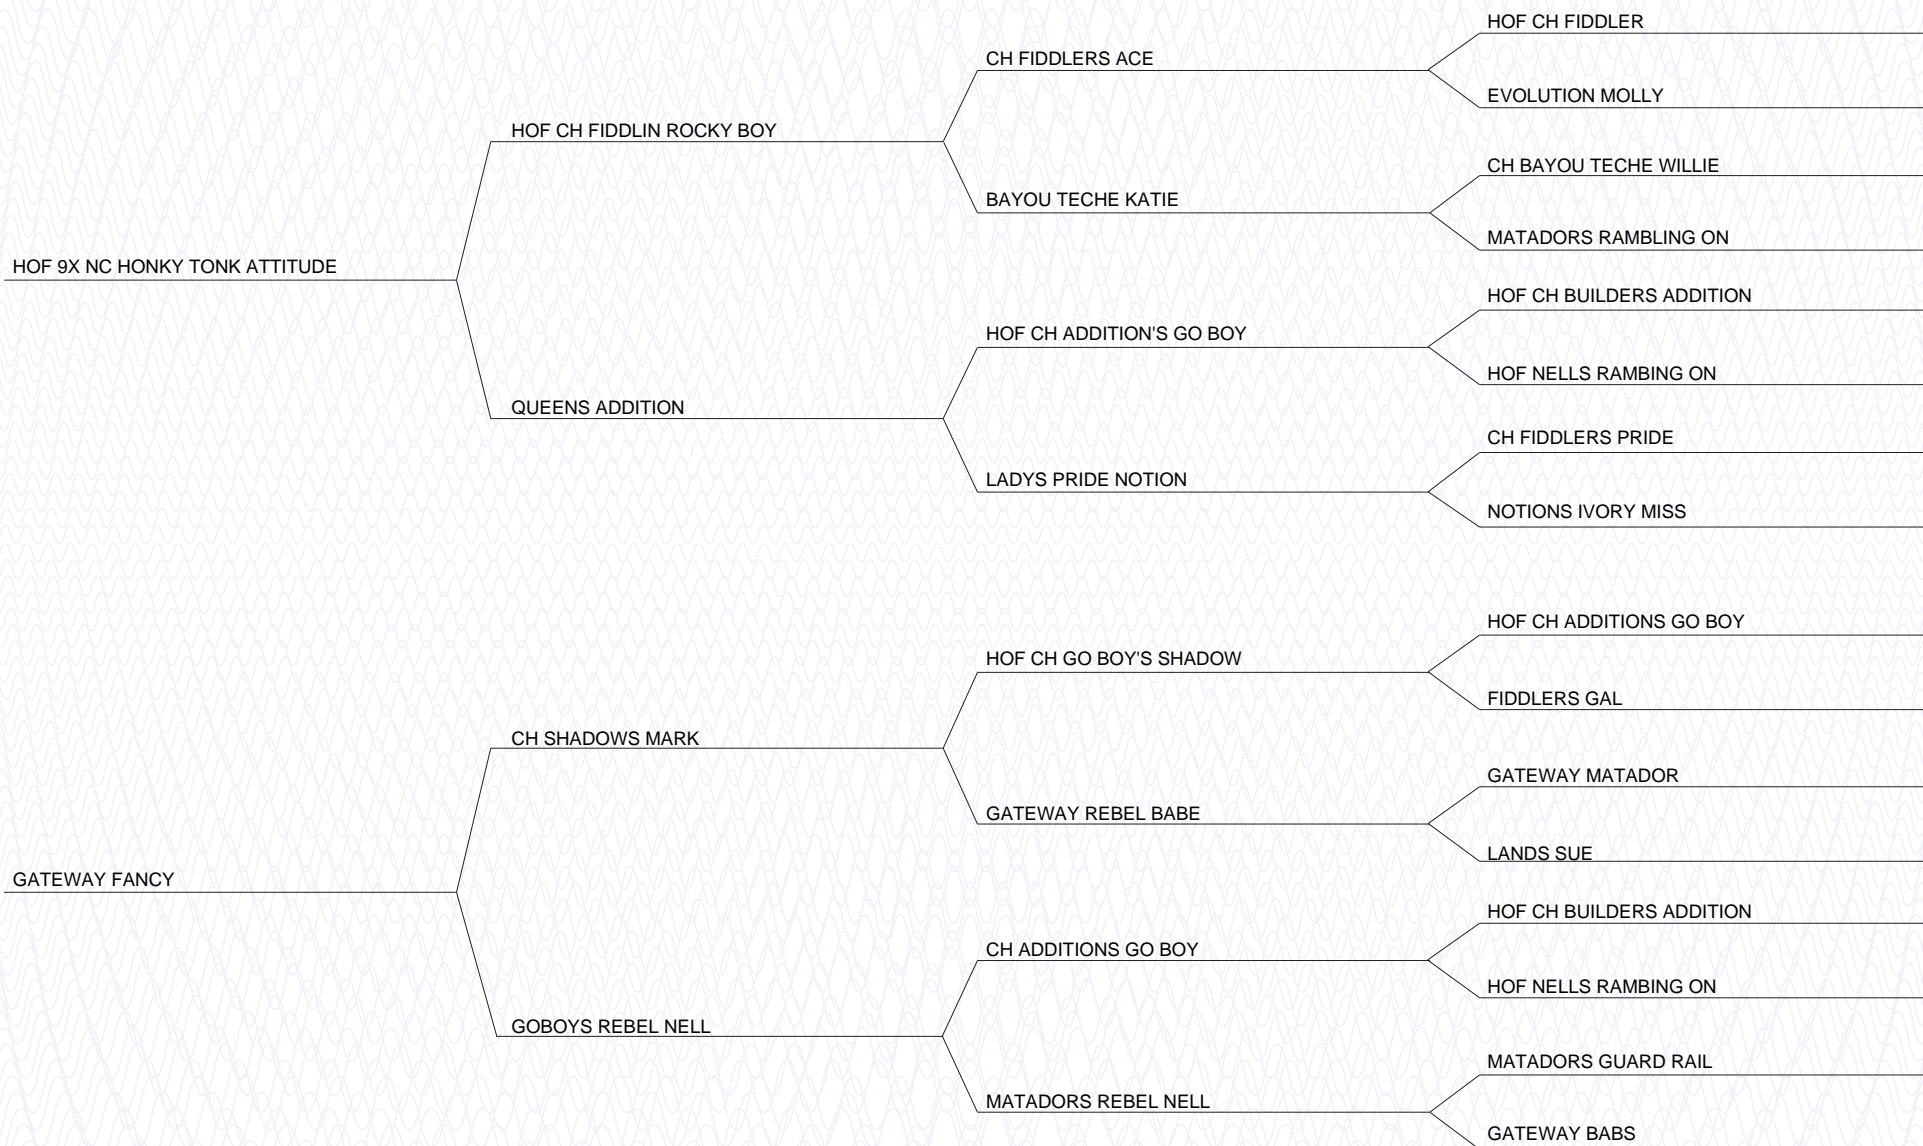 HOF CH FIDDLER
CH FIDDLERS ACE
EVOLUTION MOLLY
HOF CH FIDDLIN ROCKY BOY
CH BAYOU TECHE WILLIE
BAYOU TECHE KATIE
MATADORS RAMBLING ON
HOF 9X NC HONKY TONK ATTITUDE
HOF CH BUILDERS ADDITION
HOF CH ADDITION'S GO BOY
HOF NELLS RAMBING ON
QUEENS ADDITION
CH FIDDLERS PRIDE
LADYS PRIDE NOTION
NOTIONS IVORY MISS
HOF CH ADDITIONS GO BOY
HOF CH GO BOY'S SHADOW
FIDDLERS GAL
CH SHADOWS MARK
GATEWAY MATADOR
GATEWAY REBEL BABE
LANDS SUE
GATEWAY FANCY
HOF CH BUILDERS ADDITION
CH ADDITIONS GO BOY
HOF NELLS RAMBING ON
GOBOYS REBEL NELL
MATADORS GUARD RAIL
MATADORS REBEL NELL
GATEWAY BABS